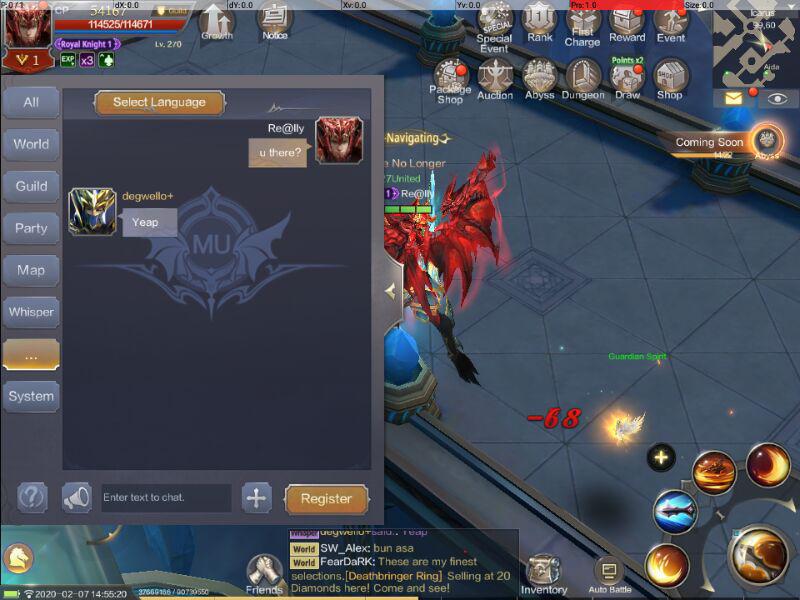 P: 0 / 1 dX: 0.0 dY: 0.0 Xv: 0.0 Yv: 0.0 Prs: 1.0 Size: 0.0
CP 54167
Guild
114525/114671
Royal Knight 1
Lv. 270
EXP x3
1
Growth
Notice
Special Event
Rank
First Charge
Reward
Event
Package Shop
Auction
Abyss
Dungeon
Points x2
Draw
Shop
Icarus
Aida
Coming Soon
Abyss
All
World
Guild
Party
Map
Whisper
...
System
Select Language
Re@lly
u there?
degwello+
Yeap
MU
Enter text to chat.
Register
Navigating
e No Longer
7United
1 Re@lly
Guardian Spirit
-68
Whisper degwello+said.: Yeap
World SW_Alex: bun asa
World FearDaRK: These are my finest
selections.[Deathbringer Ring] Selling at 20
Diamonds here! Come and see!
Friends
Inventory
Auto Battle
2020-02-07 14:55:20